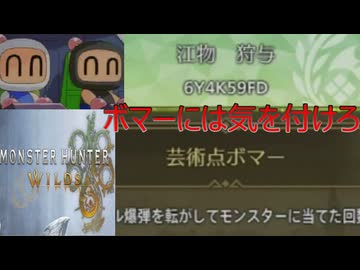 江物 狩与
6Y4K59FD
ボマーには気を付けろ
芸術点ボマー
MONSTER HUNTER
WILDS
ル爆弾を転がしてモンスターに当てた回数